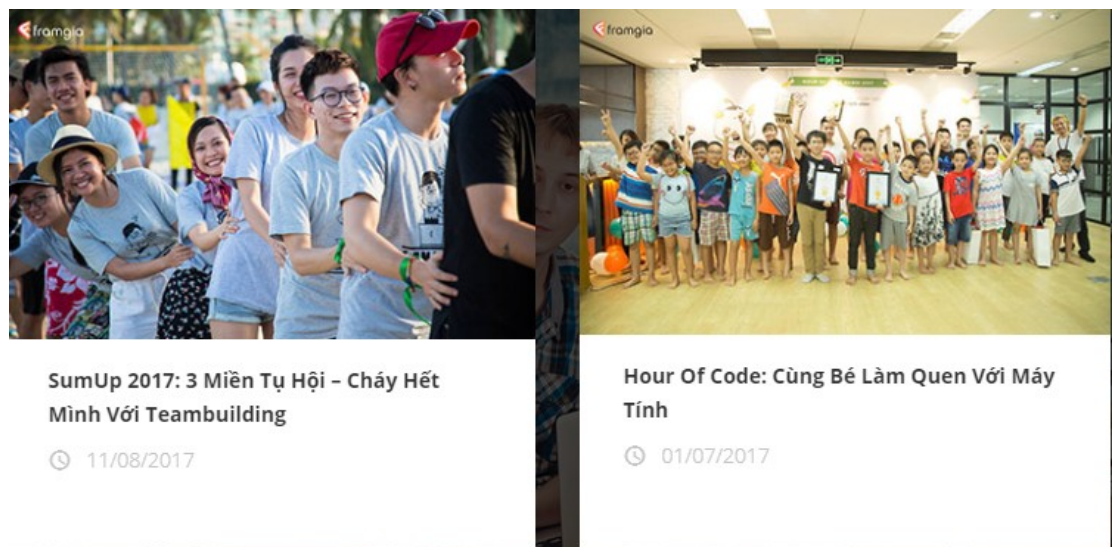 framgia
SumUp 2017: 3 Miền Tụ Hội – Cháy Hết
Mình Với Teambuilding
11/08/2017
framgia
Hour Of Code: Cùng Bé Làm Quen Với Máy
Tính
01/07/2017